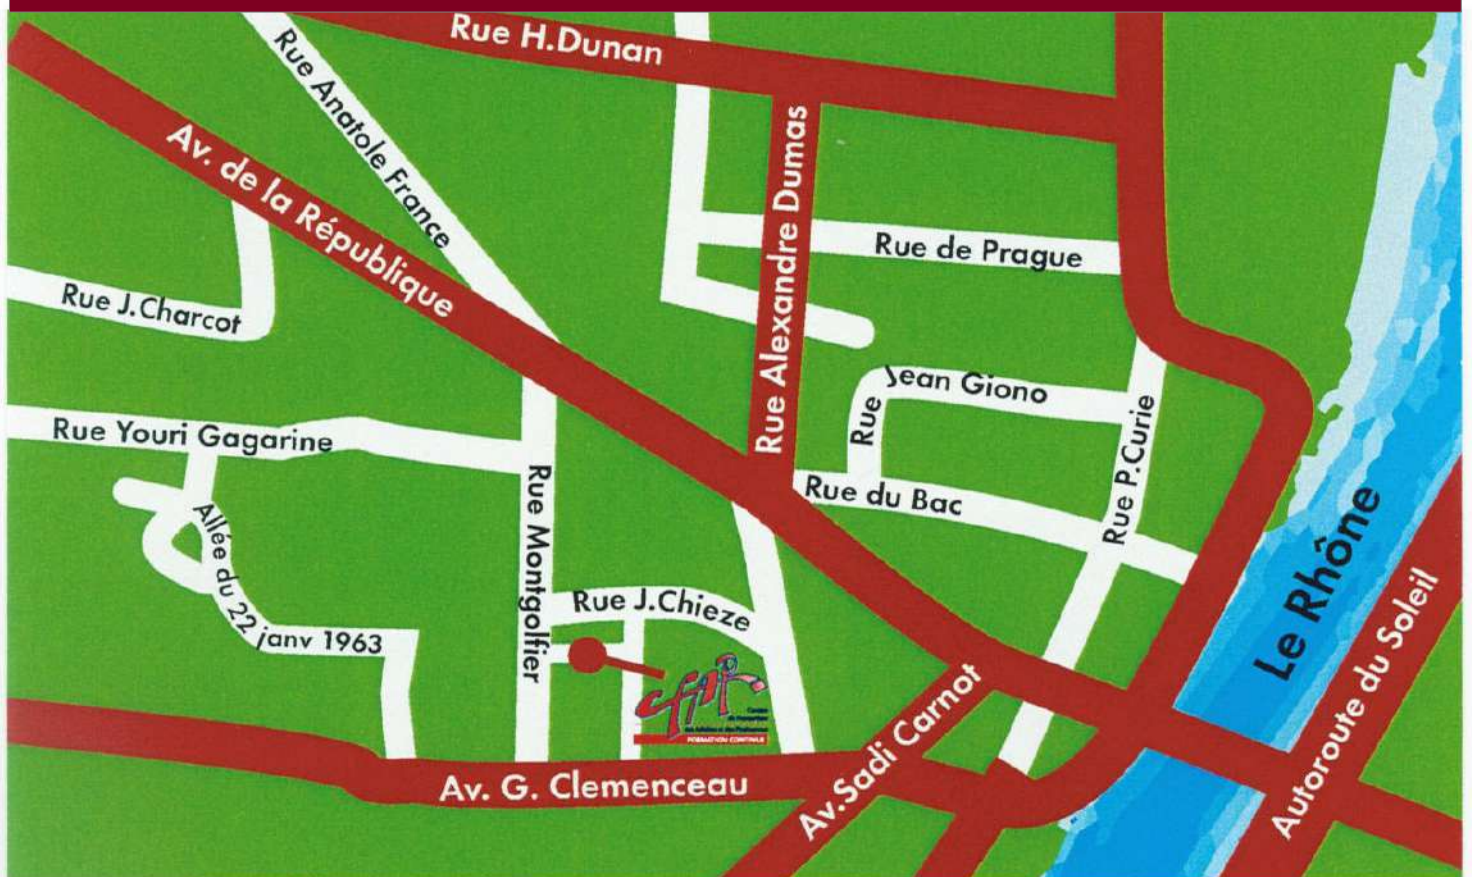 Rue H.Dunan
Rue Anatole France
Av. de la République
Rue Alexandre Dumas
Rue de Prague
Rue J.Charcot
Rue Jean Giono
Rue P.Curie
Rue Youri Gagarine
Rue du Bac
Rue Montgolfier
Allée du 22 janv 1963
Rue J.Chieze
Le Rhône
Autoroute du Soleil
Av.Sadi Carnot
Av. G. Clemenceau
FORMATION CONTINUE